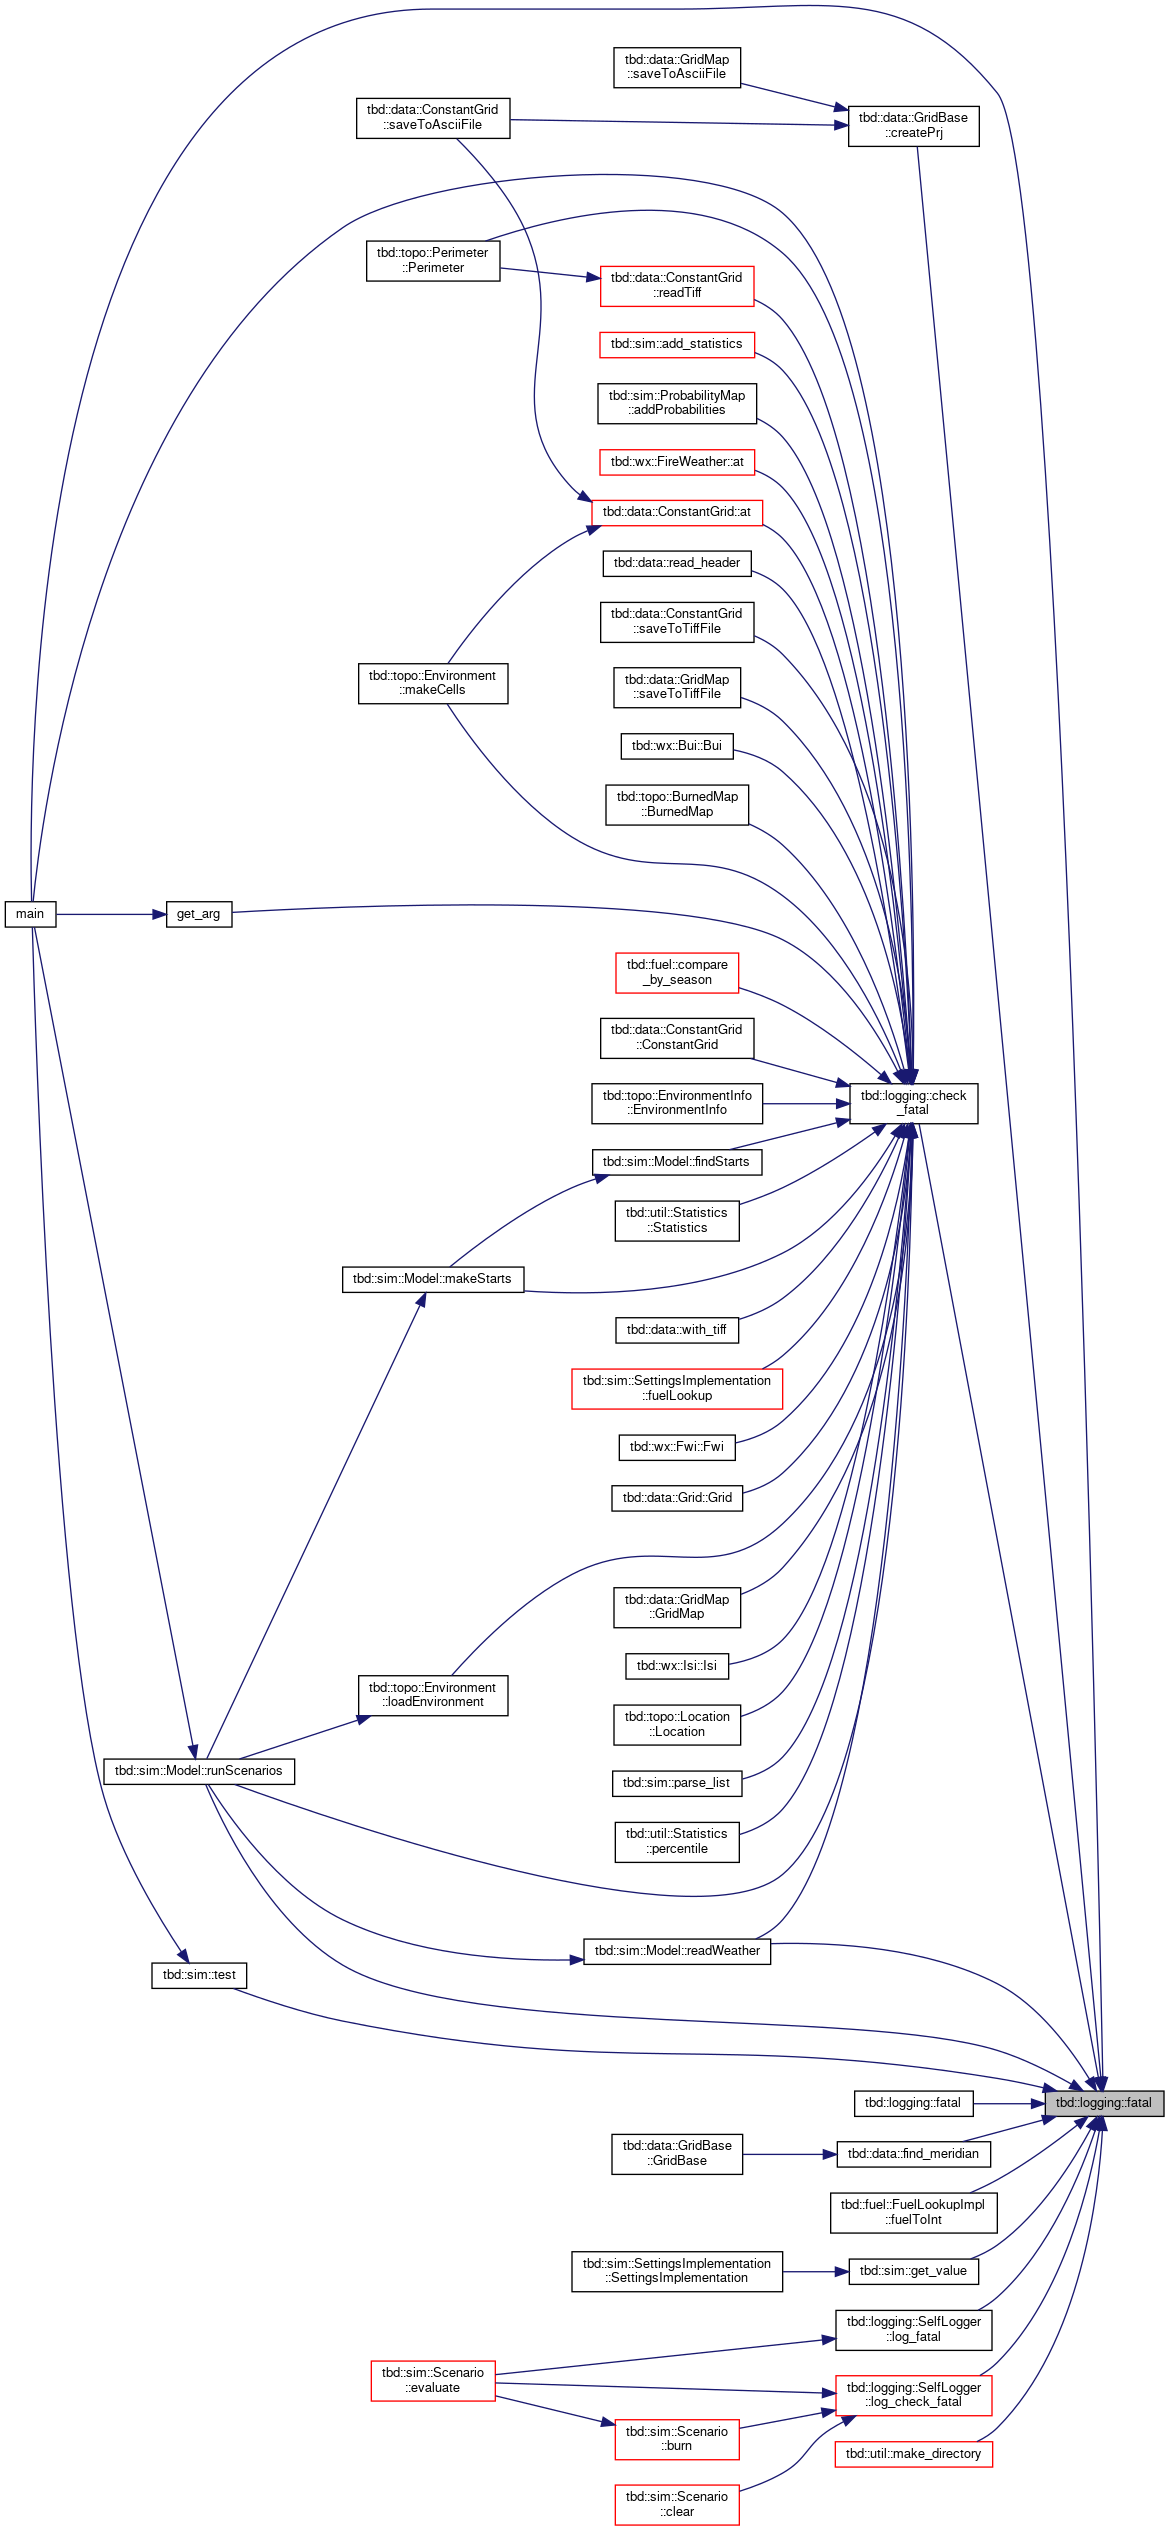 tbd::data::GridMap
::saveToAsciiFile
tbd::data::ConstantGrid
::saveToAsciiFile
tbd::data::GridBase
::createPrj
tbd::topo::Perimeter
::Perimeter
tbd::data::ConstantGrid
::readTiff
tbd::sim::add_statistics
tbd::sim::ProbabilityMap
::addProbabilities
tbd::wx::FireWeather::at
tbd::data::ConstantGrid::at
tbd::data::read_header
tbd::data::ConstantGrid
::saveToTiffFile
tbd::topo::Environment
::makeCells
tbd::data::GridMap
::saveToTiffFile
tbd::wx::Bui::Bui
tbd::topo::BurnedMap
::BurnedMap
main
get_arg
tbd::fuel::compare
_by_season
tbd::data::ConstantGrid
::ConstantGrid
tbd::topo::EnvironmentInfo
::EnvironmentInfo
tbd::logging::check
_fatal
tbd::sim::Model::findStarts
tbd::util::Statistics
::Statistics
tbd::sim::Model::makeStarts
tbd::data::with_tiff
tbd::sim::SettingsImplementation
::fuelLookup
tbd::wx::Fwi::Fwi
tbd::data::Grid::Grid
tbd::data::GridMap
::GridMap
tbd::wx::Isi::Isi
tbd::topo::Environment
::loadEnvironment
tbd::topo::Location
::Location
tbd::sim::Model::runScenarios
tbd::sim::parse_list
tbd::util::Statistics
::percentile
tbd::sim::Model::readWeather
tbd::sim::test
tbd::logging::fatal
tbd::logging::fatal
tbd::data::GridBase
::GridBase
tbd::data::find_meridian
tbd::fuel::FuelLookupImpl
::fuelToInt
tbd::sim::SettingsImplementation
::SettingsImplementation
tbd::sim::get_value
tbd::logging::SelfLogger
::log_fatal
tbd::sim::Scenario
::evaluate
tbd::logging::SelfLogger
::log_check_fatal
tbd::sim::Scenario
::burn
tbd::util::make_directory
tbd::sim::Scenario
::clear